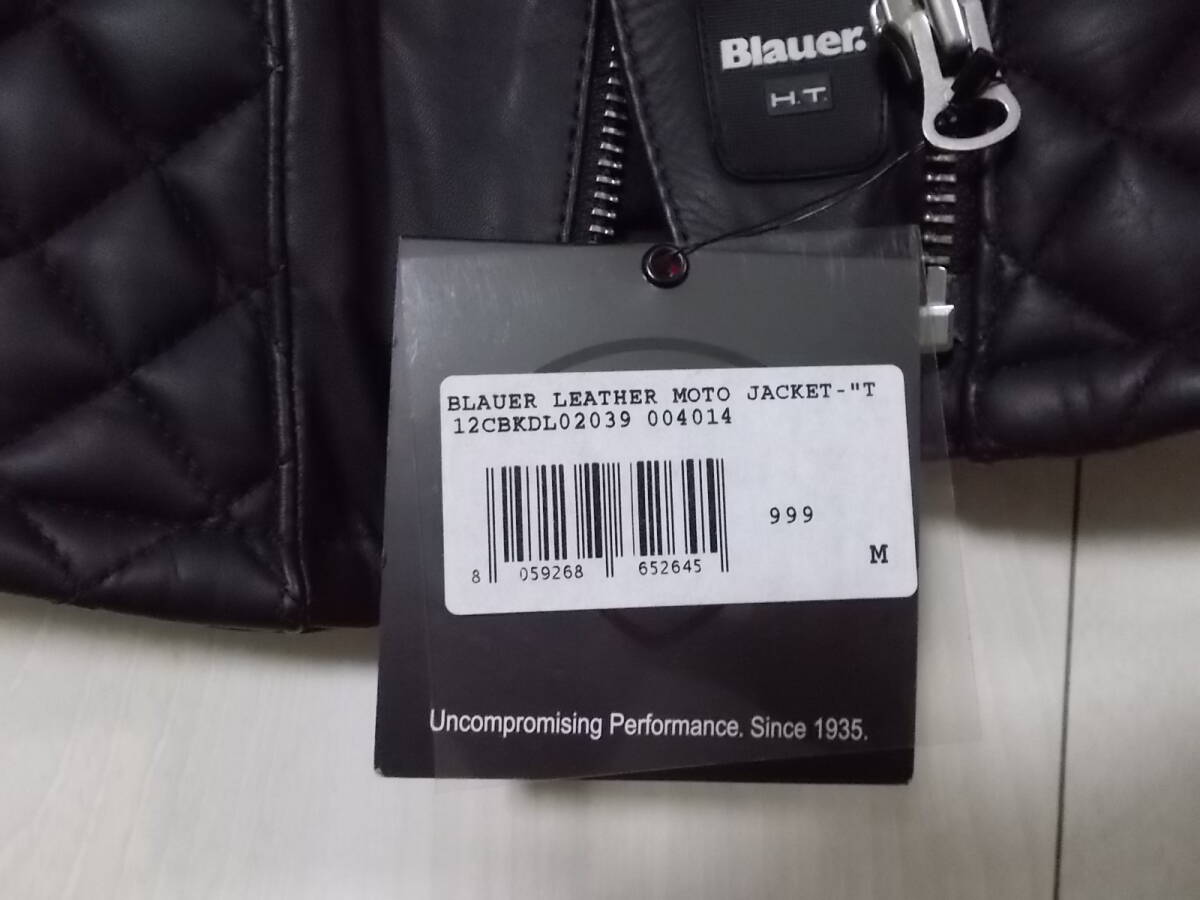 Blauer.
H.T.
BLAUER LEATHER MOTO JACKET-"T
12CBKDL02039 004014
999
8 059268 652645
M
Uncompromising Performance. Since 1935.